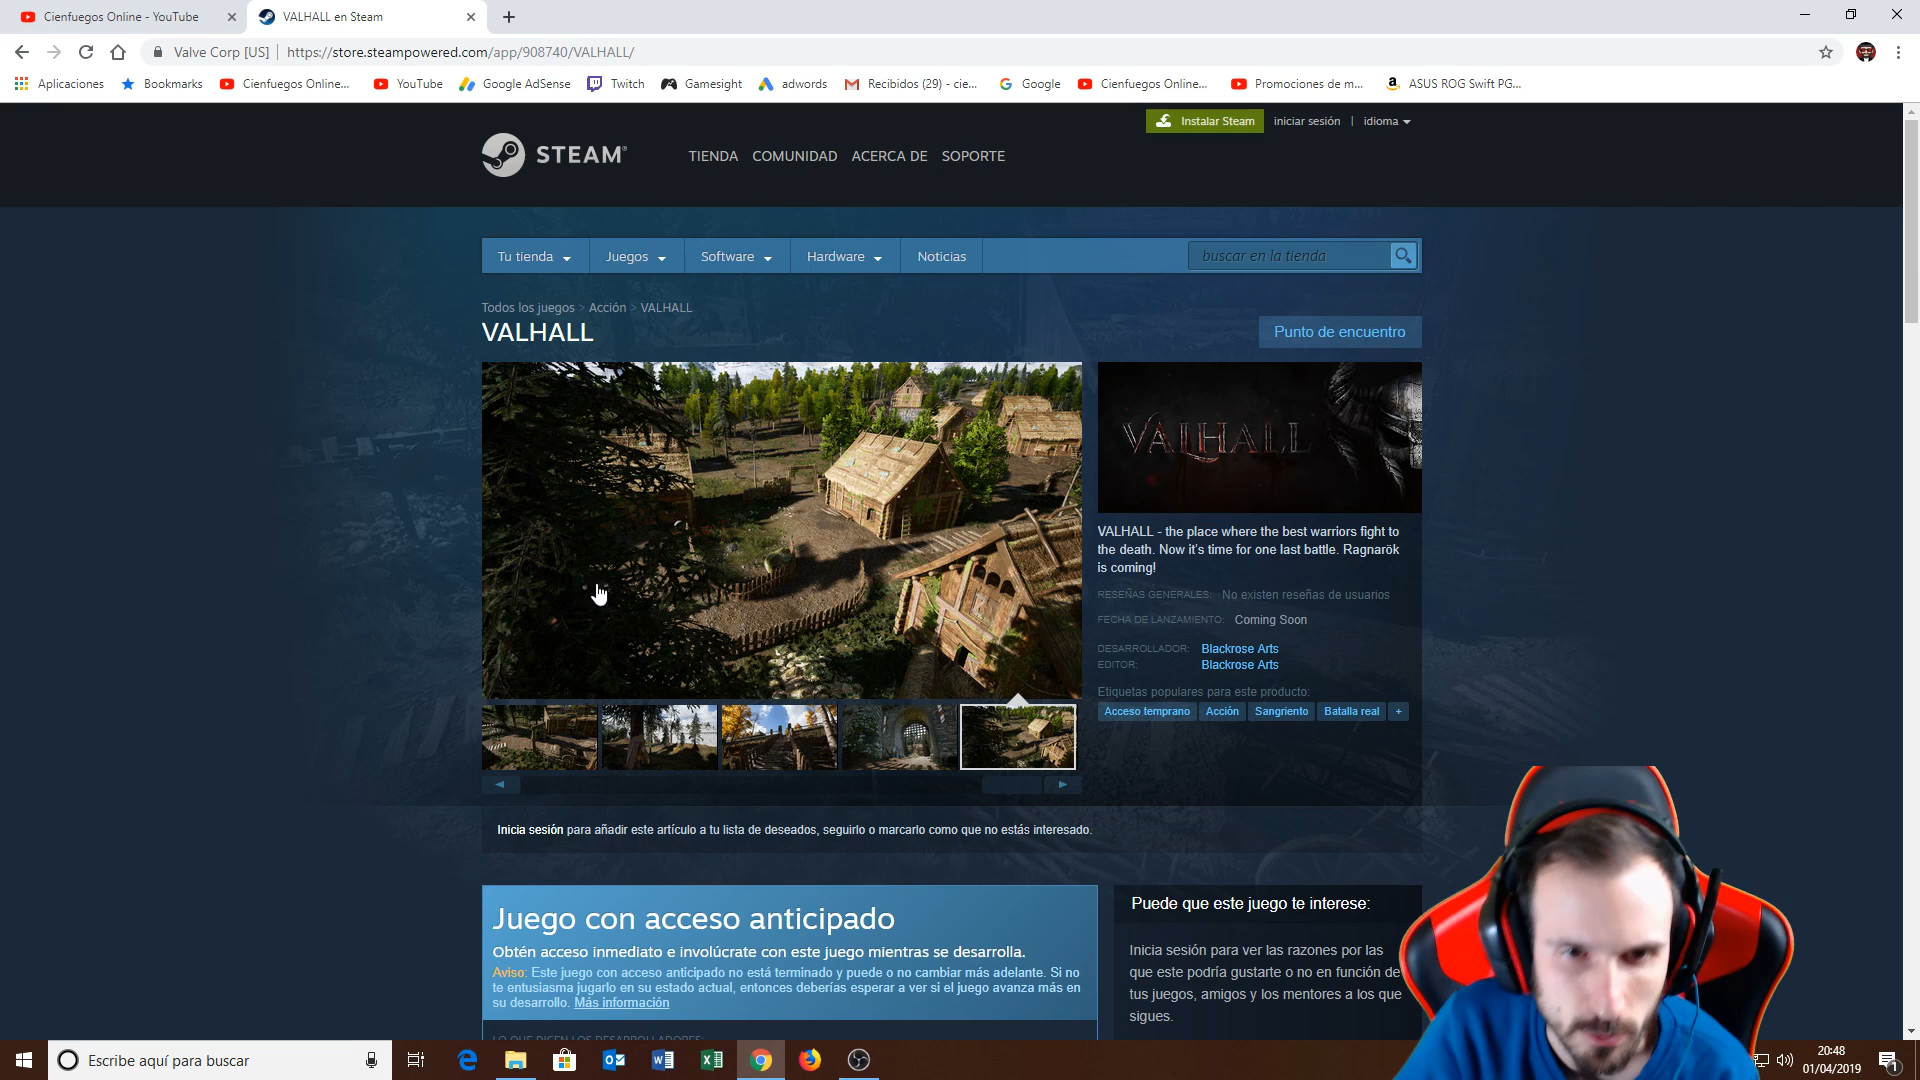 Cienfuegos Online - YouTube
VALHALL en Steam
Valve Corp [US] https://store.steampowered.com/app/908740/VALHALL/
Aplicaciones Bookmarks Cienfuegos Online... YouTube Google AdSense Twitch Gamesight adwords Recibidos (29) - cie... Google Cienfuegos Online... Promociones de m... ASUS ROG Swift PG...
Instalar Steam iniciar sesión | idioma
STEAM
TIENDA COMUNIDAD ACERCA DE SOPORTE
Tu tienda Juegos Software Hardware Noticias buscar en la tienda
Todos los juegos > Acción > VALHALL
VALHALL
Punto de encuentro
VALHALL
VALHALL - the place where the best warriors fight to
the death. Now it's time for one last battle. Ragnarök
is coming!
RESEÑAS GENERALES: No existen reseñas de usuarios
FECHA DE LANZAMIENTO: Coming Soon
DESARROLLADOR: Blackrose Arts
EDITOR: Blackrose Arts
Etiquetas populares para este producto:
Acceso temprano Acción Sangriento Batalla real +
Inicia sesión para añadir este artículo a tu lista de deseados, seguirlo o marcarlo como que no estás interesado.
Juego con acceso anticipado
Obtén acceso inmediato e involúcrate con este juego mientras se desarrolla.
Aviso: Este juego con acceso anticipado no está terminado y puede o no cambiar más adelante. Si no
te entusiasma jugarlo en su estado actual, entonces deberías esperar a ver si el juego avanza más en
su desarrollo. Más información
LO QUE DICEN LOS DESARROLLADORES:
Puede que este juego te interese:
Inicia sesión para ver las razones por las
que este podría gustarte o no en función de
tus juegos, amigos y los mentores a los que
sigues.
Escribe aquí para buscar
20:48
01/04/2019
1